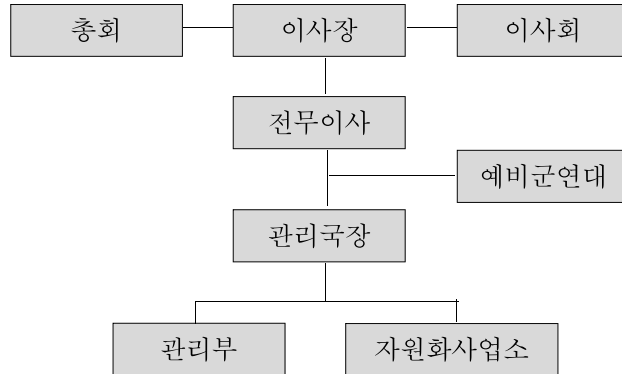 총회
이사장
이사회
전무이사
예비군연대
관리국장
관리부
자원화사업소